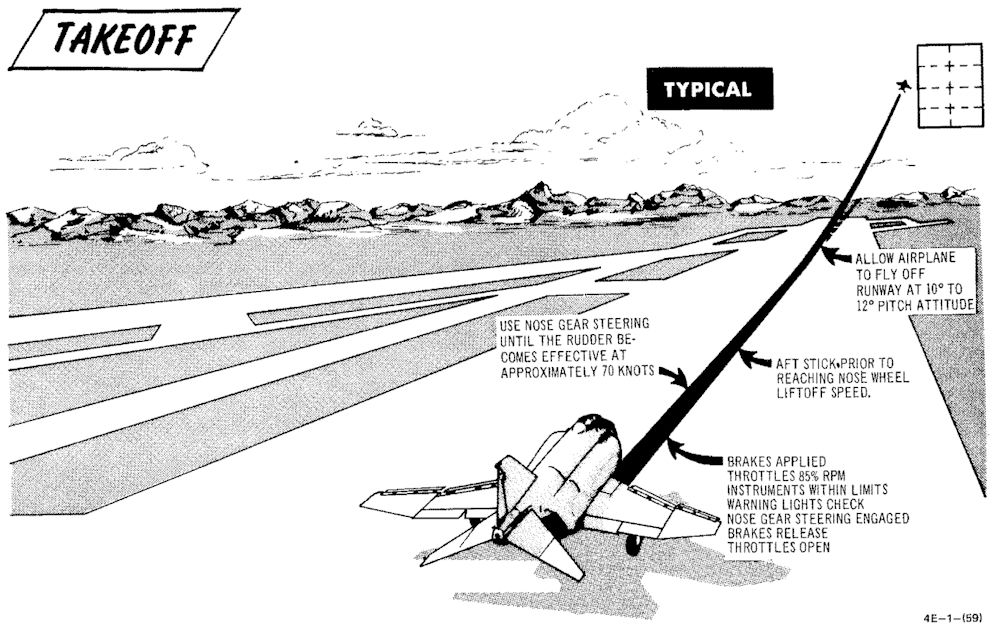 TAKEOFF
TYPICAL
ALLOW AIRPLANE
TO FLY OFF
RUNWAY AT 10° TO
12° PITCH ATTITUDE
USE NOSE GEAR STEERING
UNTIL THE RUDDER BE-
COMES EFFECTIVE AT
APPROXIMATELY 70 KNOTS
AFT STICK PRIOR TO
REACHING NOSE WHEEL
LIFTOFF SPEED.
BRAKES APPLIED
THROTTLES 85% RPM
INSTRUMENTS WITHIN LIMITS
WARNING LIGHTS CHECK
NOSE GEAR STEERING ENGAGED
BRAKES RELEASE
THROTTLES OPEN
4E-1-(59)